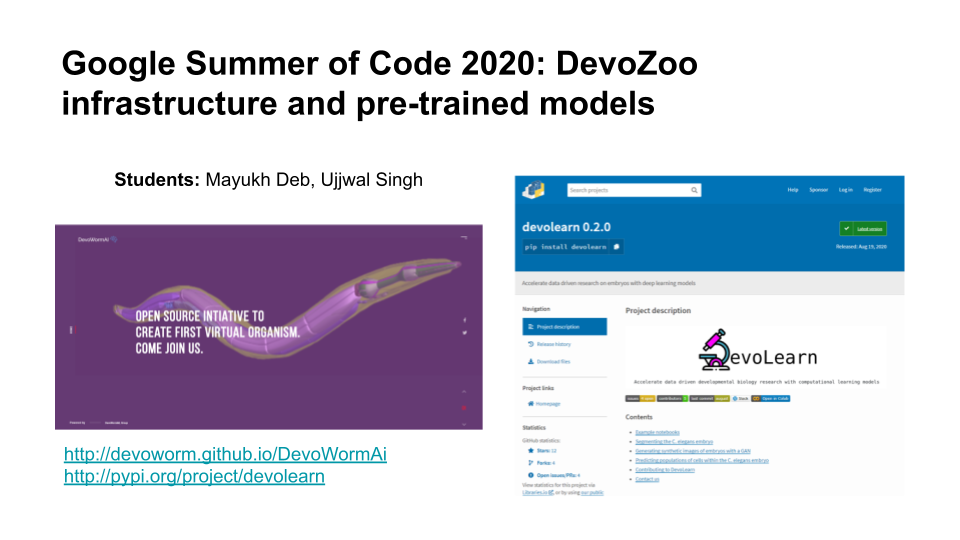 Google Summer of Code 2020: DevoZoo
infrastructure and pre-trained models
Students: Mayukh Deb, Ujjwal Singh
DevoWormAI
OPEN SOURCE INTIATIVE TO
CREATE FIRST VIRTUAL ORGANISM.
COME JOIN US.
http://devoworm.github.io/DevoWormAi
http://pypi.org/project/devolearn
Search projects
Help Sponsor Log in Register
devolearn 0.2.0
pip install devolearn
Latest version
Released: Aug 19, 2020
Accelerate data driven research on embryos with deep learning models
Navigation
Project description
Release history
Download files
Project links
Homepage
Statistics
GitHub statistics:
Stars:
Forks: 4
Open issues/PRs: 4
View statistics for this project via
Libraries.io, or by using our public
Project description
evoLearn
Accelerate data driven developmental biology research with computational learning models
issues contributors last commit Slack Open in Colab
Contents
Example notebooks
Segmenting the C. elegans embryo
Generating synthetic images of embryos with a GAN
Predicting populations of cells within the C. elegans embryo
Contributing to DevoLearn
Contact us